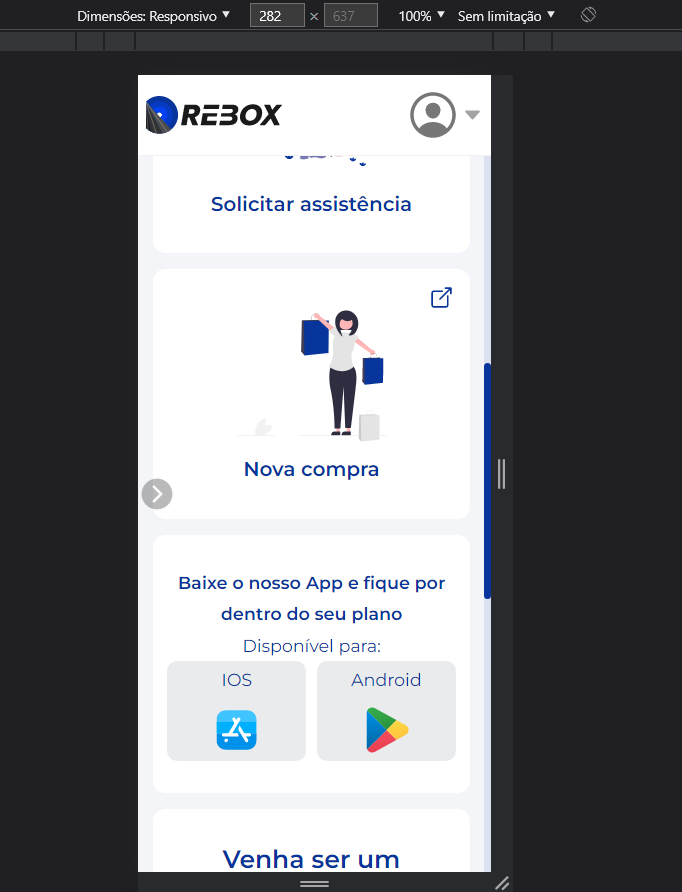 Dimensões: Responsivo ▼ 282 × 637 100% ▼ Sem limitação ▼
REBOX
Solicitar assistência
Nova compra
Baixe o nosso App e fique por
dentro do seu plano
Disponível para:
IOS Android
Venha ser um